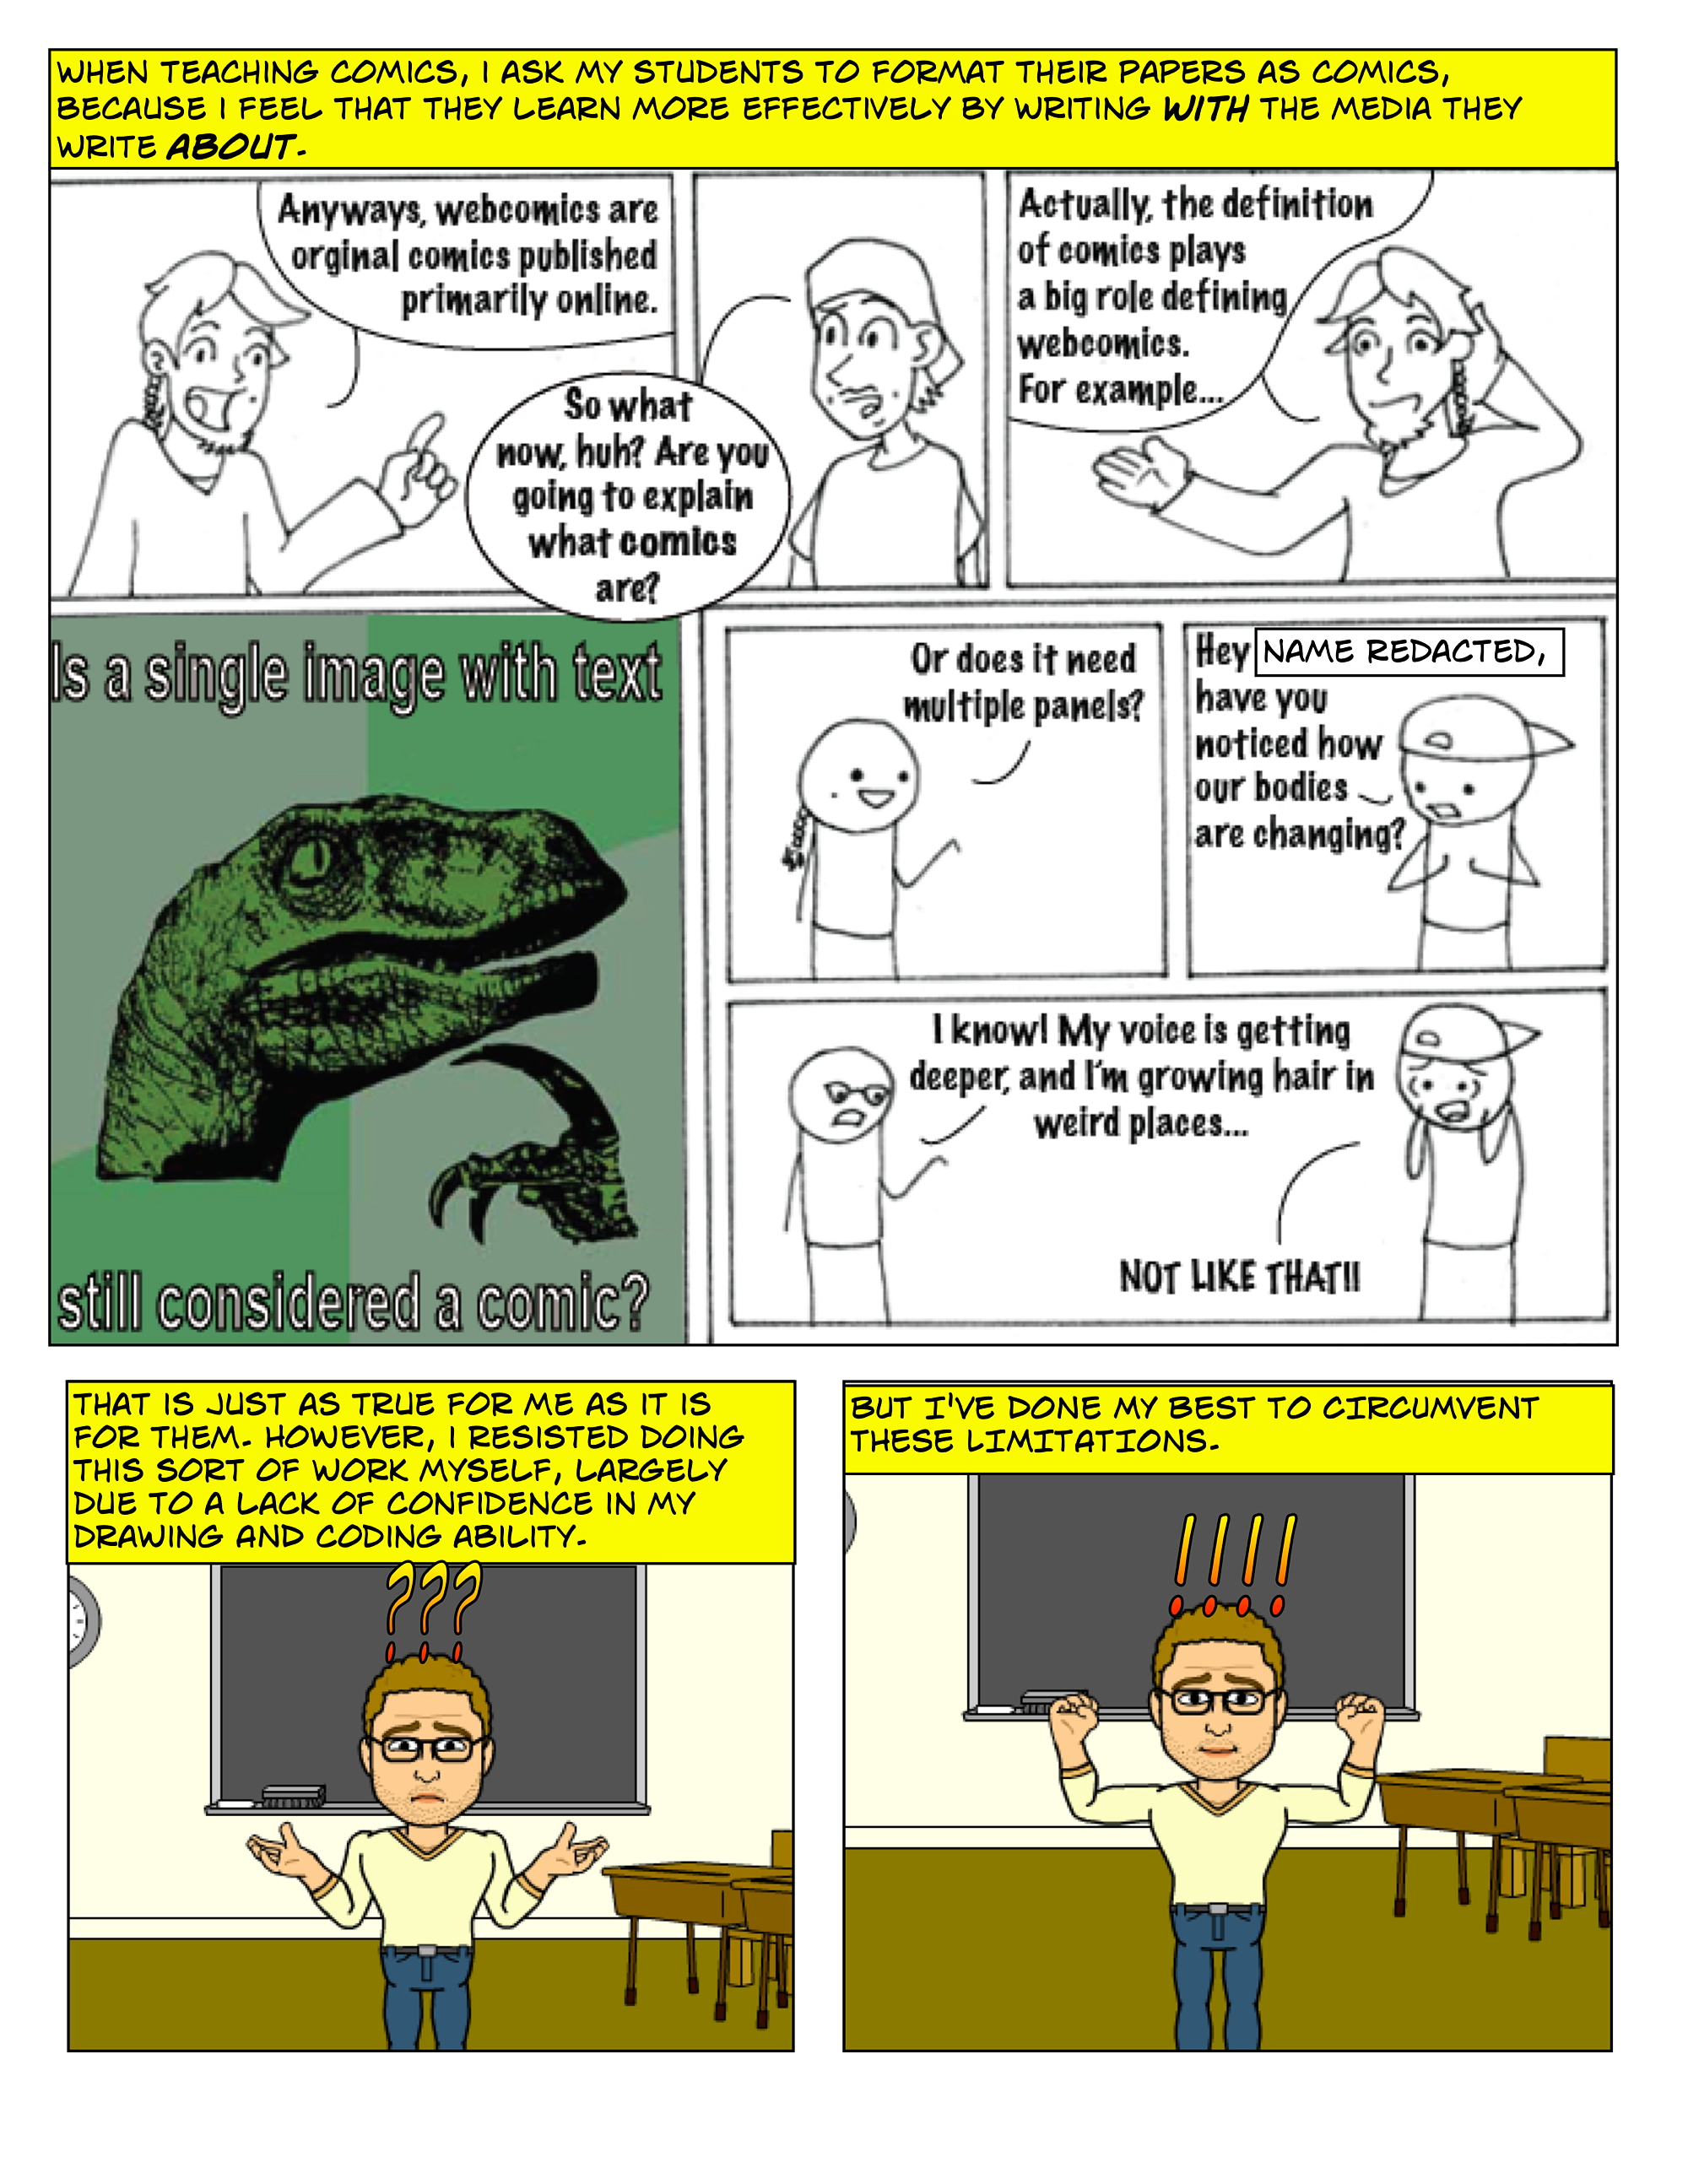 WHEN TEACHING COMICS, I ASK MY STUDENTS TO FORMAT THEIR PAPERS AS COMICS,
BECAUSE I FEEL THAT THEY LEARN MORE EFFECTIVELY BY WRITING WITH THE MEDIA THEY
WRITE ABOUT.
Anyways, webcomics are
orginal comics published
primarily online.
So what
now, huh? Are you
going to explain
what comics
are?
Actually, the definition
of comics plays
a big role defining
webcomics.
For example...
Is a single image with text
still considered a comic?
Or does it need
multiple panels?
Hey NAME REDACTED,
have you
noticed how
our bodies
are changing?
I know! My voice is getting
deeper, and I'm growing hair in
weird places...
NOT LIKE THAT!!
THAT IS JUST AS TRUE FOR ME AS IT IS
FOR THEM. HOWEVER, I RESISTED DOING
THIS SORT OF WORK MYSELF, LARGELY
DUE TO A LACK OF CONFIDENCE IN MY
DRAWING AND CODING ABILITY.
???
BUT I'VE DONE MY BEST TO CIRCUMVENT
THESE LIMITATIONS.
!!!!